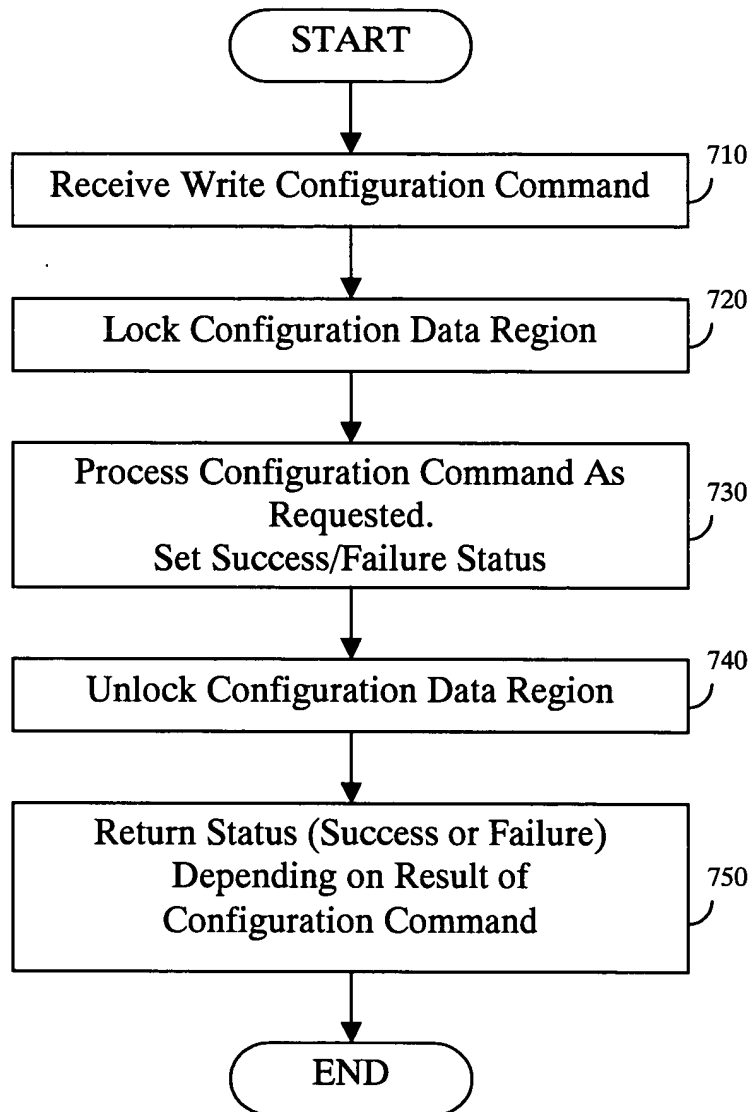 START
710
Receive Write Configuration Command
720
Lock Configuration Data Region
Process Configuration Command As
Requested.
730
Set Success/Failure Status
740
Unlock Configuration Data Region
Return Status (Success or Failure)
Depending on Result of
750
Configuration Command
END